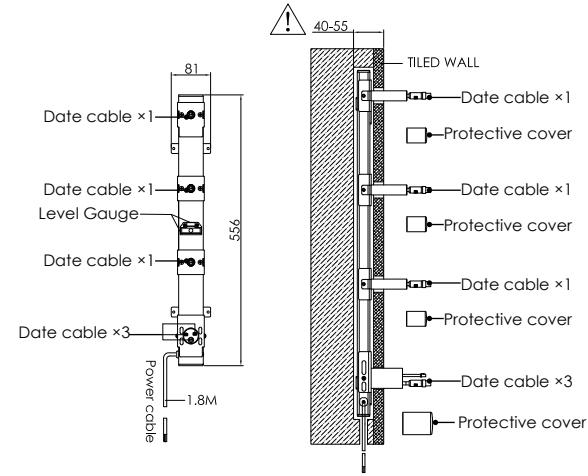 40-55
TILED WALL
81
Date cable ×1
Date cable ×1
Level Gauge
Date cable ×1
Date cable ×3
556
Power cable
1.8M
Date cable ×1
Protective cover
Date cable ×1
Protective cover
Date cable ×1
Protective cover
Date cable ×3
Protective cover